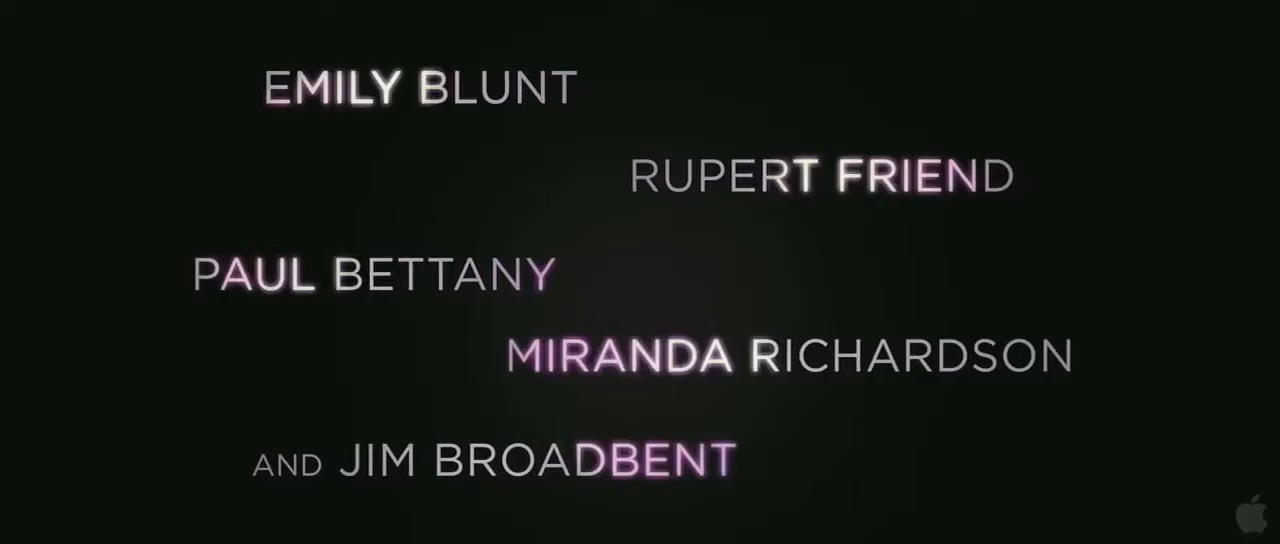 EMILY BLUNT
RUPERT FRIEND
PAUL BETTANY
MIRANDA RICHARDSON
AND JIM BROADBENT